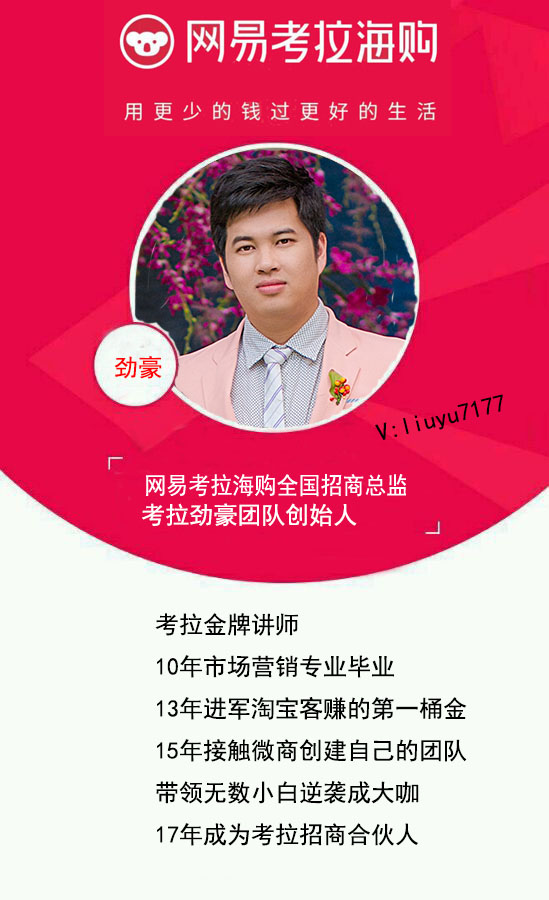 网易考拉海购
用更少的钱过更好的生活
劲豪
V:liuyu7177
网易考拉海购全国招商总监
考拉劲豪团队创始人
考拉金牌讲师
10年市场营销专业毕业
13年进军淘宝客赚的第一桶金
15年接触微商创建自己的团队
带领无数小白逆袭成大咖
17年成为考拉招商合伙人